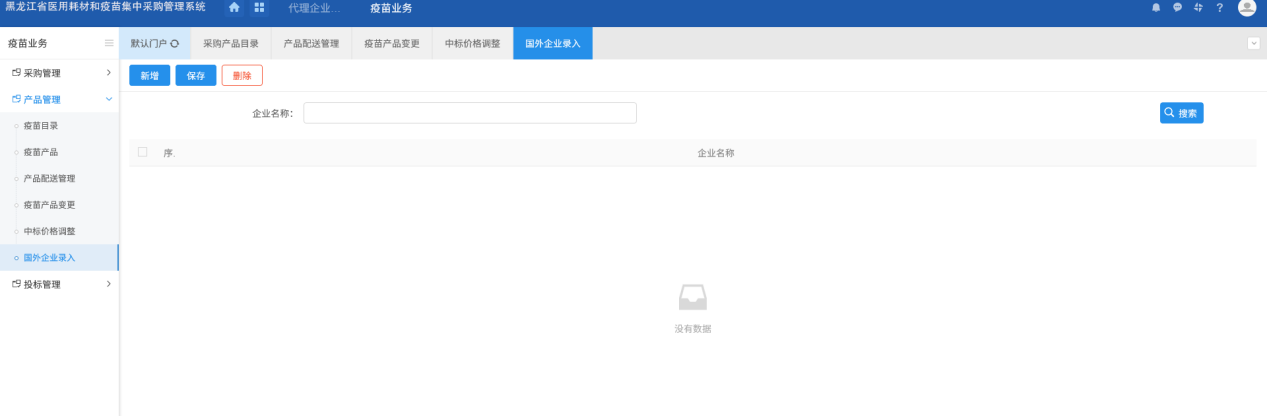 黑龙江省医用耗材和疫苗集中采购管理系统 代理企业... 疫苗业务 ?
疫苗业务 默认门户 采购产品目录 产品配送管理 疫苗产品变更 中标价格调整 国外企业录入
采购管理 新增 保存 删除
产品管理
企业名称: 搜索
疫苗目录
疫苗产品 序. 企业名称
产品配送管理
疫苗产品变更
中标价格调整
国外企业录入
投标管理
没有数据